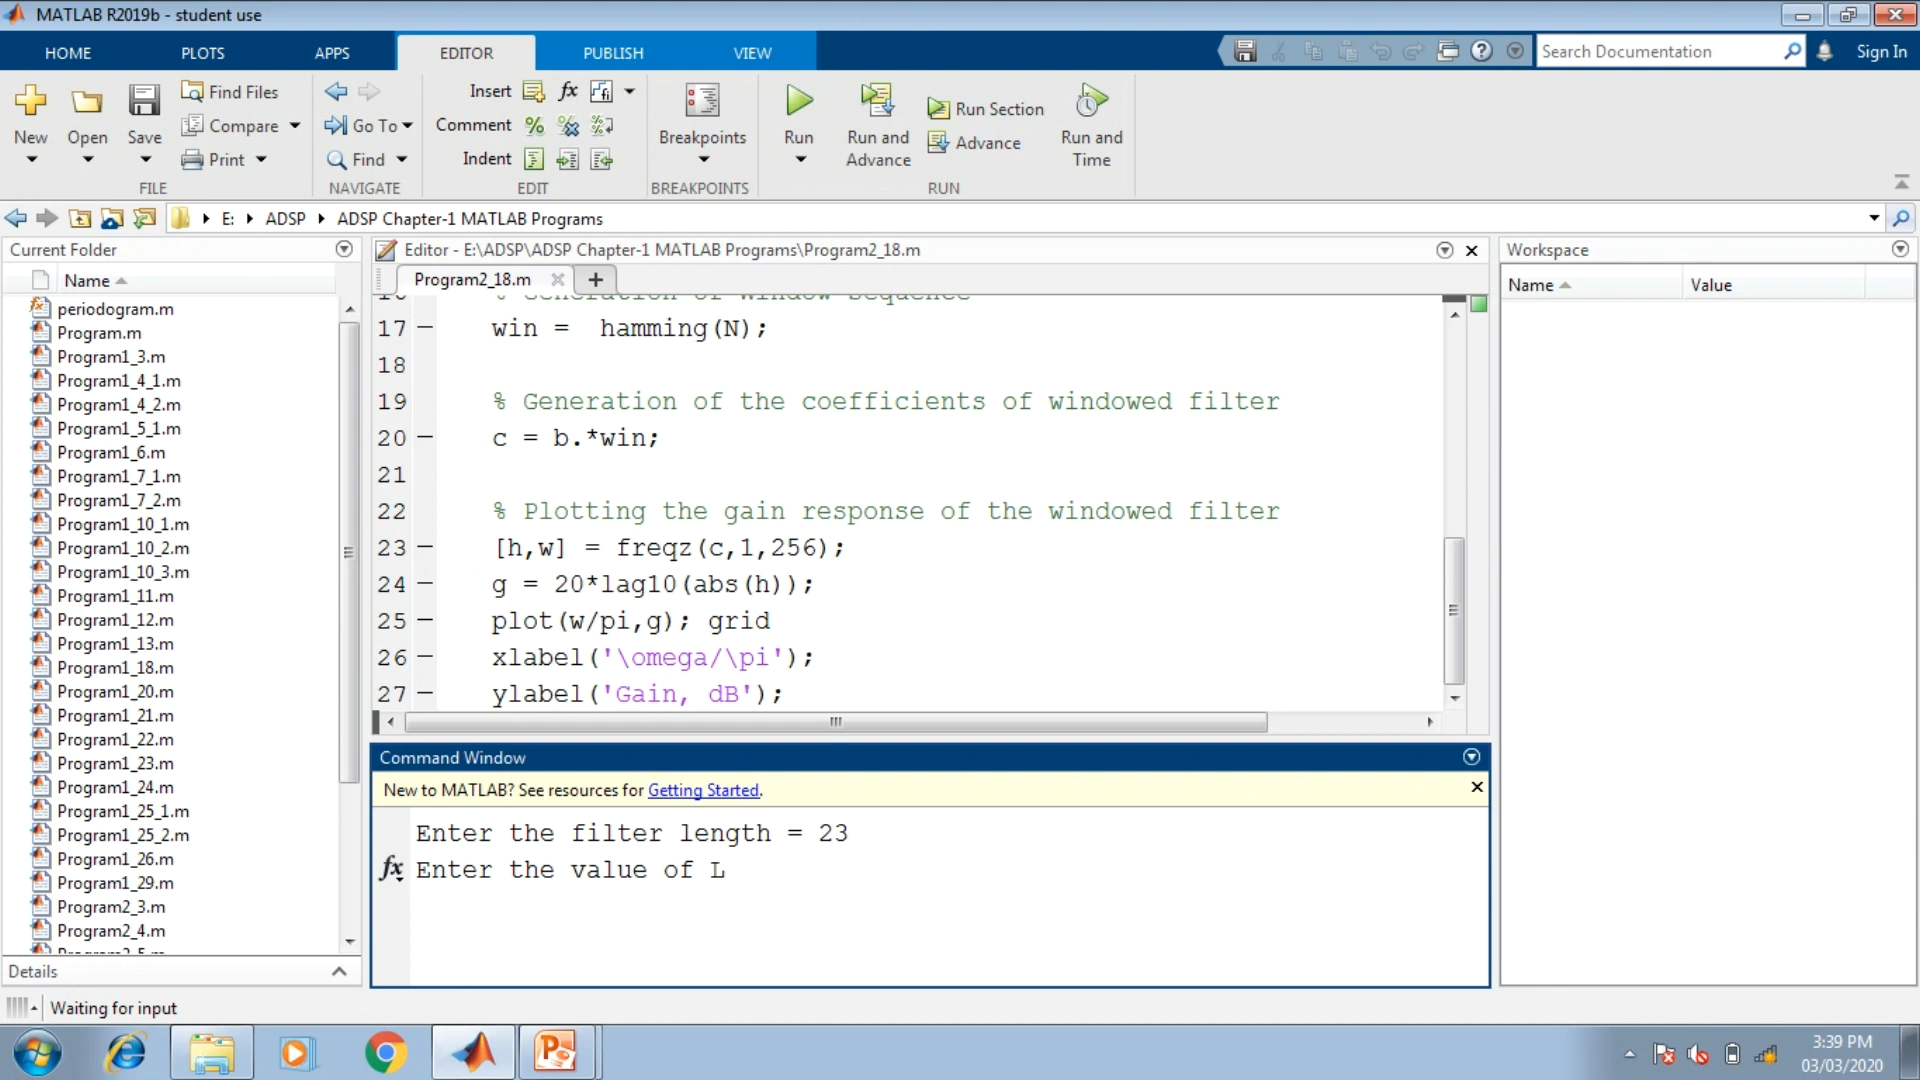 MATLAB R2019b - student use
HOME PLOTS APPS EDITOR PUBLISH VIEW Search Documentation Sign In
New Open Save Find Files Compare Print
Go To Find
Insert fx
Comment
Indent
Breakpoints
Run Run and Advance Run Section Advance Run and Time
FILE NAVIGATE EDIT BREAKPOINTS RUN
E: ADSP ADSP Chapter-1 MATLAB Programs
Current Folder
Name
periodogram.m
Program.m
Program1_3.m
Program1_4_1.m
Program1_4_2.m
Program1_5_1.m
Program1_6.m
Program1_7_1.m
Program1_7_2.m
Program1_10_1.m
Program1_10_2.m
Program1_10_3.m
Program1_11.m
Program1_12.m
Program1_13.m
Program1_18.m
Program1_20.m
Program1_21.m
Program1_22.m
Program1_23.m
Program1_24.m
Program1_25_1.m
Program1_25_2.m
Program1_26.m
Program1_29.m
Program2_3.m
Program2_4.m
Program2_5.m
Details
Editor - E:\ADSP\ADSP Chapter-1 MATLAB Programs\Program2_18.m
Program2_18.m
16 % Generation of window sequence
17 win =  hamming(N);
18
19 % Generation of the coefficients of windowed filter
20 c = b.*win;
21
22 % Plotting the gain response of the windowed filter
23 [h,w] = freqz(c,1,256);
24 g = 20*lag10(abs(h));
25 plot(w/pi,g); grid
26 xlabel('\omega/\pi');
27 ylabel('Gain, dB');
Command Window
New to MATLAB? See resources for Getting Started.
Enter the filter length = 23
fx Enter the value of L
Workspace
Name Value
Waiting for input
3:39 PM
03/03/2020